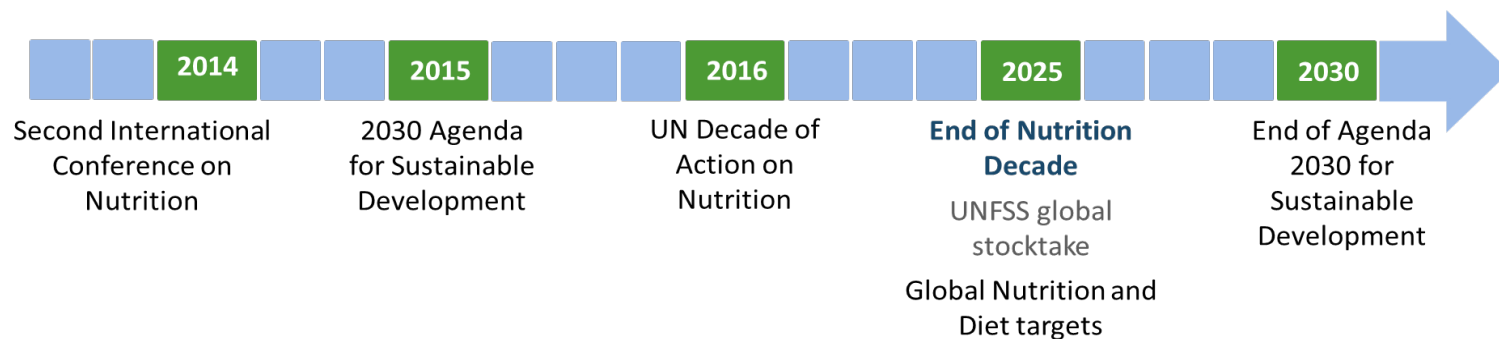 2014
2015
2016
2025
2030
Second International
Conference on
Nutrition
2030 Agenda
for Sustainable
Development
UN Decade of
Action on
Nutrition
End of Nutrition
Decade
UNFSS global
stocktake
Global Nutrition and
Diet targets
End of Agenda
2030 for
Sustainable
Development